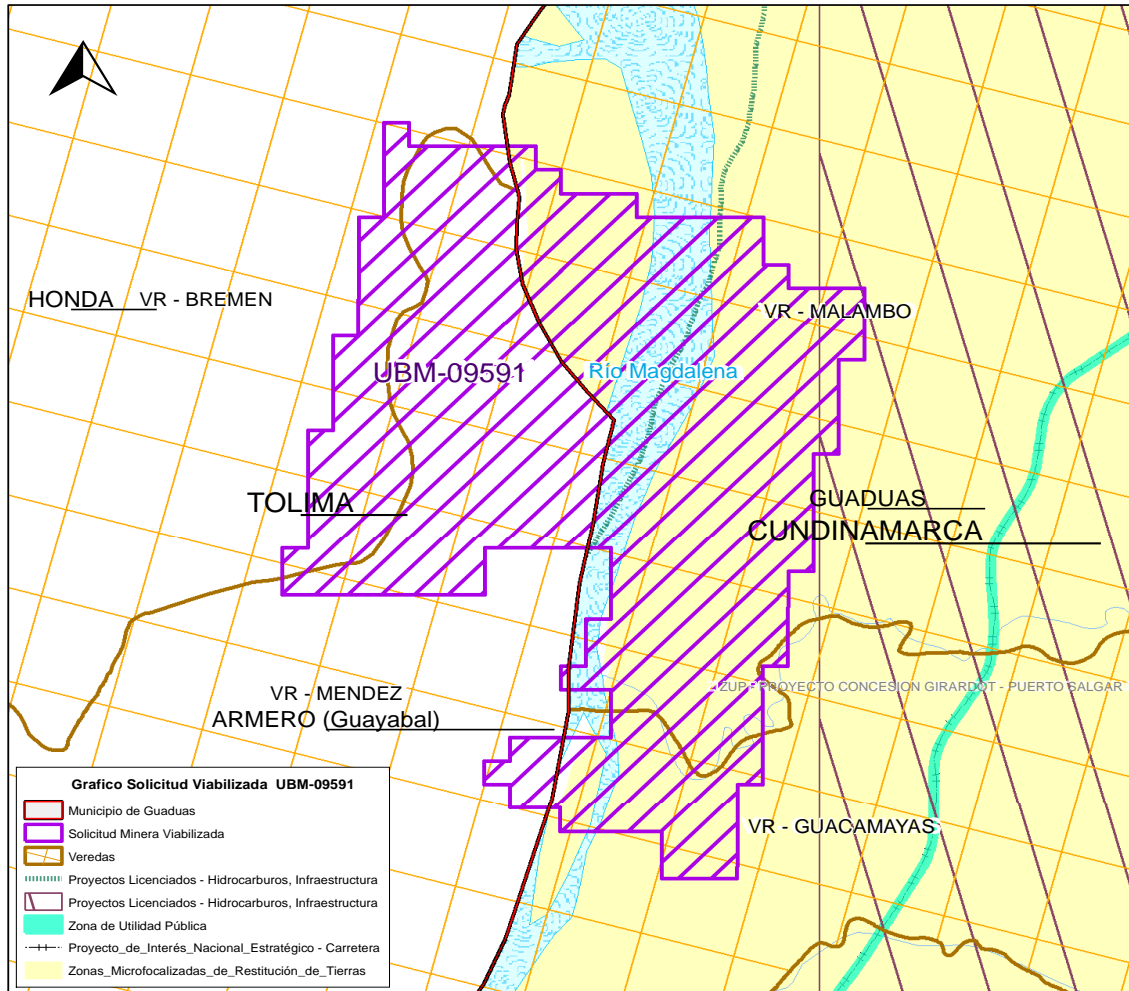 HONDA VR - BREMEN
VR - MALAMBO
UBM-09591
Río Magdalena
TOLIMA
GUADUAS
CUNDINAMARCA
VR - MENDEZ
ARMERO (Guayabal)
ZUP - PROYECTO CONCESION GIRARDOT - PUERTO SALGAR
VR - GUACAMAYAS
Grafico Solicitud Viabilizada UBM-09591
Municipio de Guaduas
Solicitud Minera Viabilizada
Veredas
Proyectos Licenciados - Hidrocarburos, Infraestructura
Proyectos Licenciados - Hidrocarburos, Infraestructura
Zona de Utilidad Pública
Proyecto_de_Interés_Nacional_Estratégico - Carretera
Zonas_Microfocalizadas_de_Restitución_de_Tierras